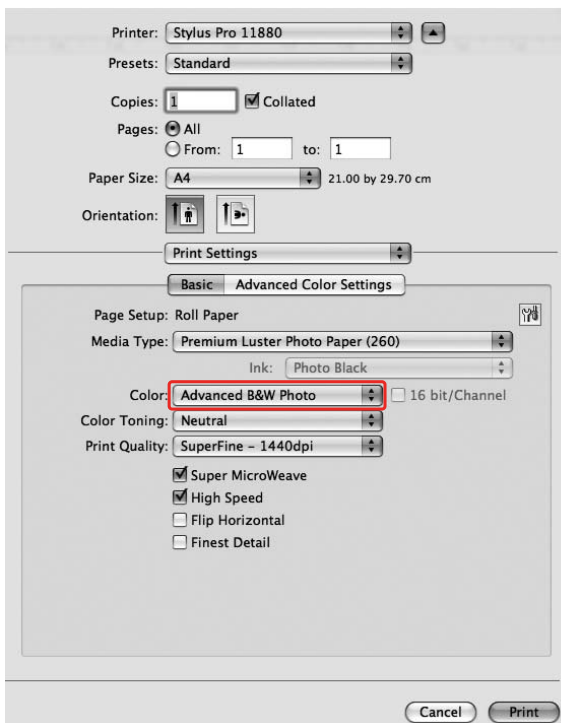 Printer: Stylus Pro 11880
Presets: Standard
Copies: 1 Collated
Pages: All
From: 1 to: 1
Paper Size: A4 21.00 by 29.70 cm
Orientation:
Print Settings
Basic Advanced Color Settings
Page Setup: Roll Paper
Media Type: Premium Luster Photo Paper (260)
Ink: Photo Black
Color: Advanced B&W Photo 16 bit/Channel
Color Toning: Neutral
Print Quality: SuperFine – 1440dpi
Super MicroWeave
High Speed
Flip Horizontal
Finest Detail
Cancel Print